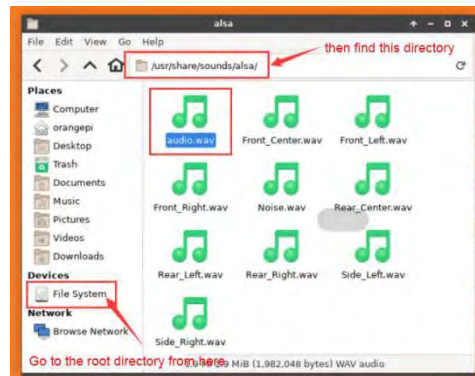 alsa
File Edit View Go Help
then find this directory
/usr/share/sounds/alsa/
Places
Computer
orangepi
Desktop
Trash
Documents
Music
Pictures
Videos
Downloads
Devices
File System
Network
Browse Network
audio.wav Front_Center.wav Front_Left.wav
Front_Right.wav Noise.wav Rear_Center.wav
Rear_Left.wav Rear_Right.wav Side_Left.wav
Side_Right.wav
Go to the root directory from here
MiB (1,982,048 bytes) WAV audio